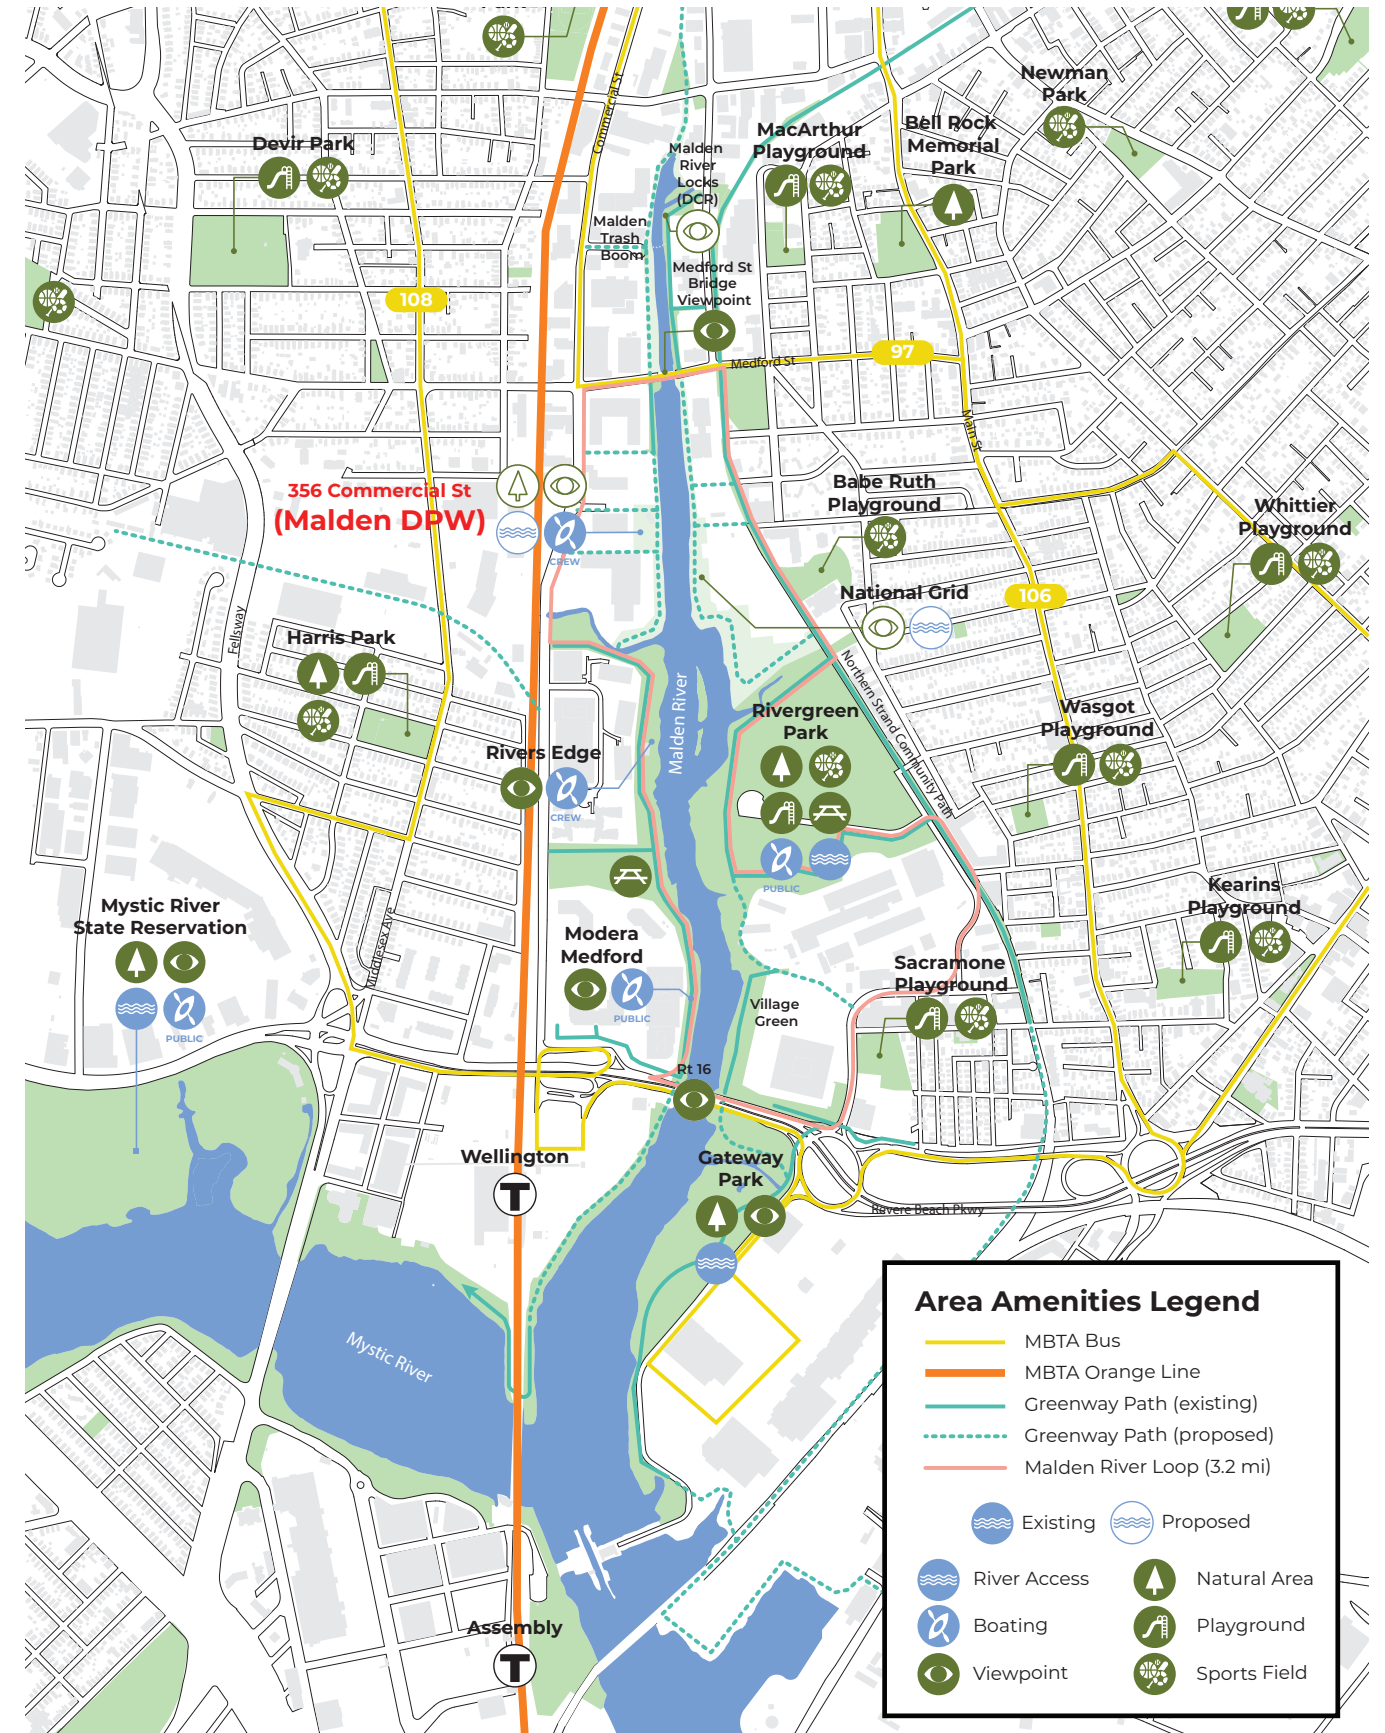 Commercial St
Newman
Park
Bell Rock
Memorial
Park
MacArthur
Playground
Devir Park
Malden
River
Locks
(DCR)
Malden
Trash
Boom
Medford St
Bridge
Viewpoint
108
97
Medford St
Main St
356 Commercial St
(Malden DPW)
CREW
Babe Ruth
Playground
Whittier
Playground
National Grid
106
Fellsway
Harris Park
Northern Strand Community Path
Malden River
Rivergreen
Park
PUBLIC
Wasgot
Playground
Rivers Edge
CREW
Kearins
Playground
Mystic River
State Reservation
PUBLIC
Middlesex Ave
Modera
Medford
PUBLIC
Sacramone
Playground
Village
Green
Rt 16
Wellington
T
Gateway
Park
Revere Beach Pkwy
Mystic River
Assembly
T
Area Amenities Legend
MBTA Bus
MBTA Orange Line
Greenway Path (existing)
Greenway Path (proposed)
Malden River Loop (3.2 mi)
Existing
Proposed
River Access
Natural Area
Boating
Playground
Viewpoint
Sports Field